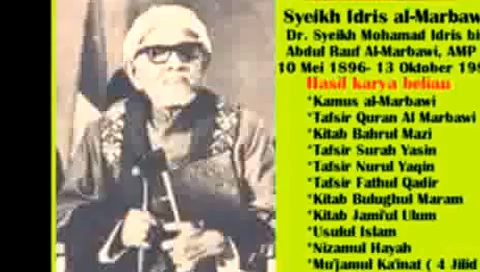 Syeikh Idris al-Marbaw
Dr. Syeikh Mohamad Idris bi
Abdul Rauf Al-Marbawi, AMP
10 Mei 1896- 13 Oktober 19
Hasil karya belian
*Kamus al-Marbawi
*Tafsir Quran Al Marbawi
*Kitab Bahrul Mazi
*Tafsir Surah Yasin
*Tafsir Nurul Yaqin
*Tafsir Fathul Qadir
*Kitab Bulughul Maram
*Kitab Jami'ul Ulum
*Usulul Islam
*Nizamul Hayah
*Mu'jamul Ka'inat ( 4 Jilid